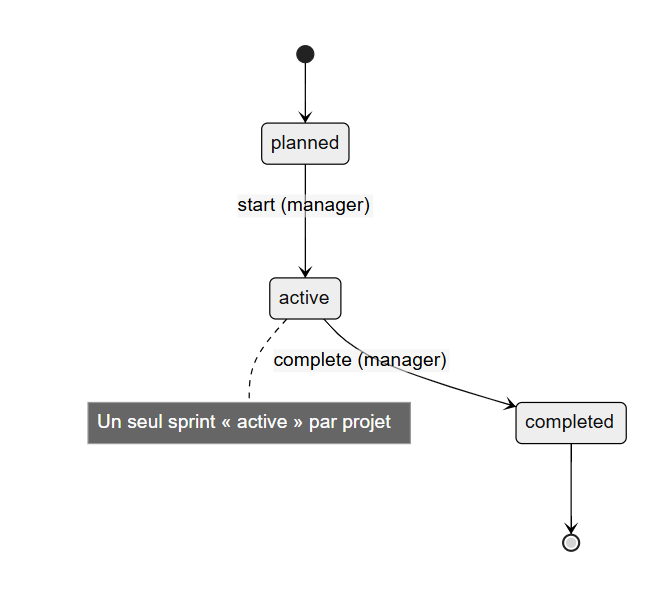 planned
start (manager)
active
complete (manager)
Un seul sprint « active » par projet
completed